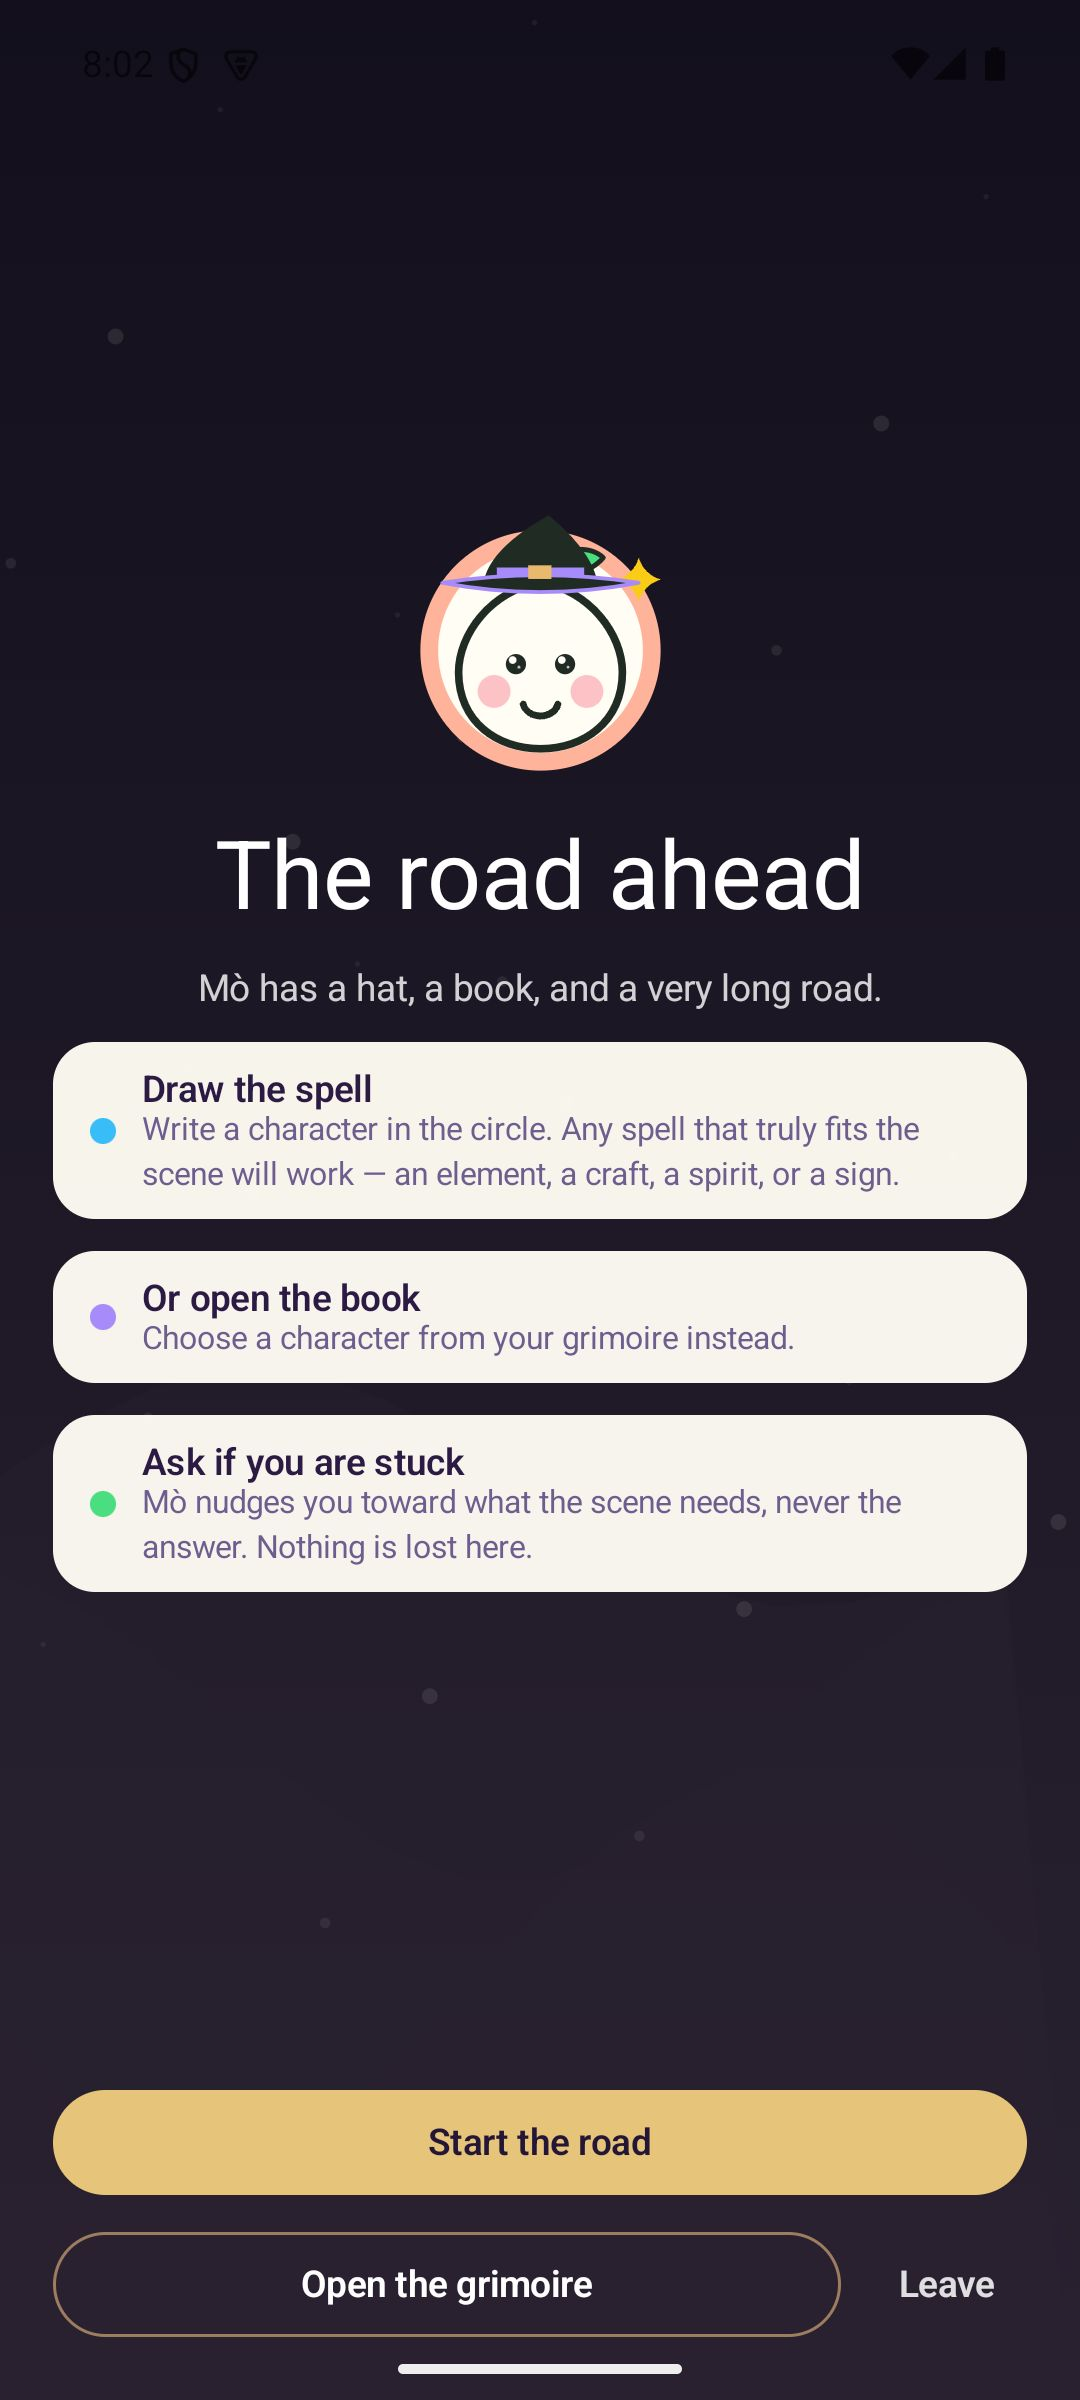 8:02
The road ahead
Mò has a hat, a book, and a very long road.
Draw the spell
Write a character in the circle. Any spell that truly fits the
scene will work — an element, a craft, a spirit, or a sign.
Or open the book
Choose a character from your grimoire instead.
Ask if you are stuck
Mò nudges you toward what the scene needs, never the
answer. Nothing is lost here.
Start the road
Open the grimoire
Leave